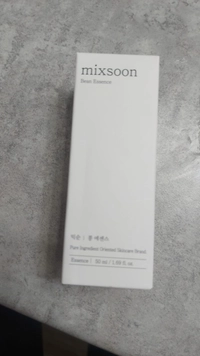 mixsoon
Bean Essence
믹순 | 콩 에센스
Pure Ingredient Oriented Skincare Brand
Essence / 50 ml / 1.69 fl. oz.